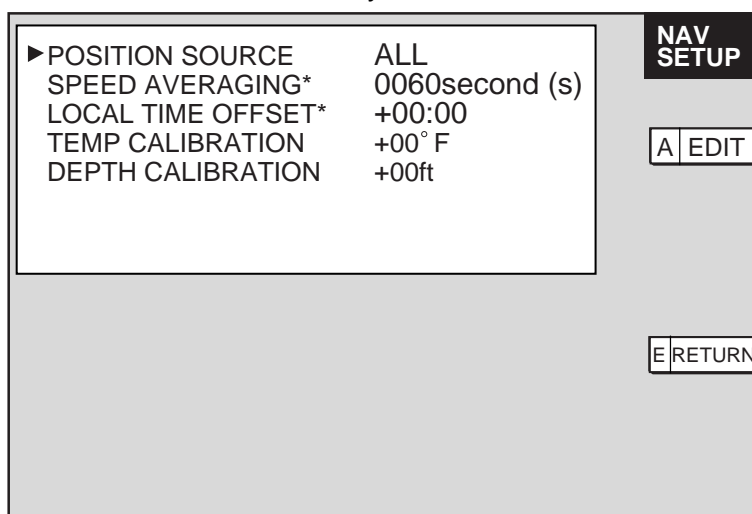 ▶POSITION SOURCE ALL
SPEED AVERAGING* 0060second (s)
LOCAL TIME OFFSET* +00:00
TEMP CALIBRATION +00°F
DEPTH CALIBRATION +00ft
NAV
SETUP
A EDIT
E RETURN